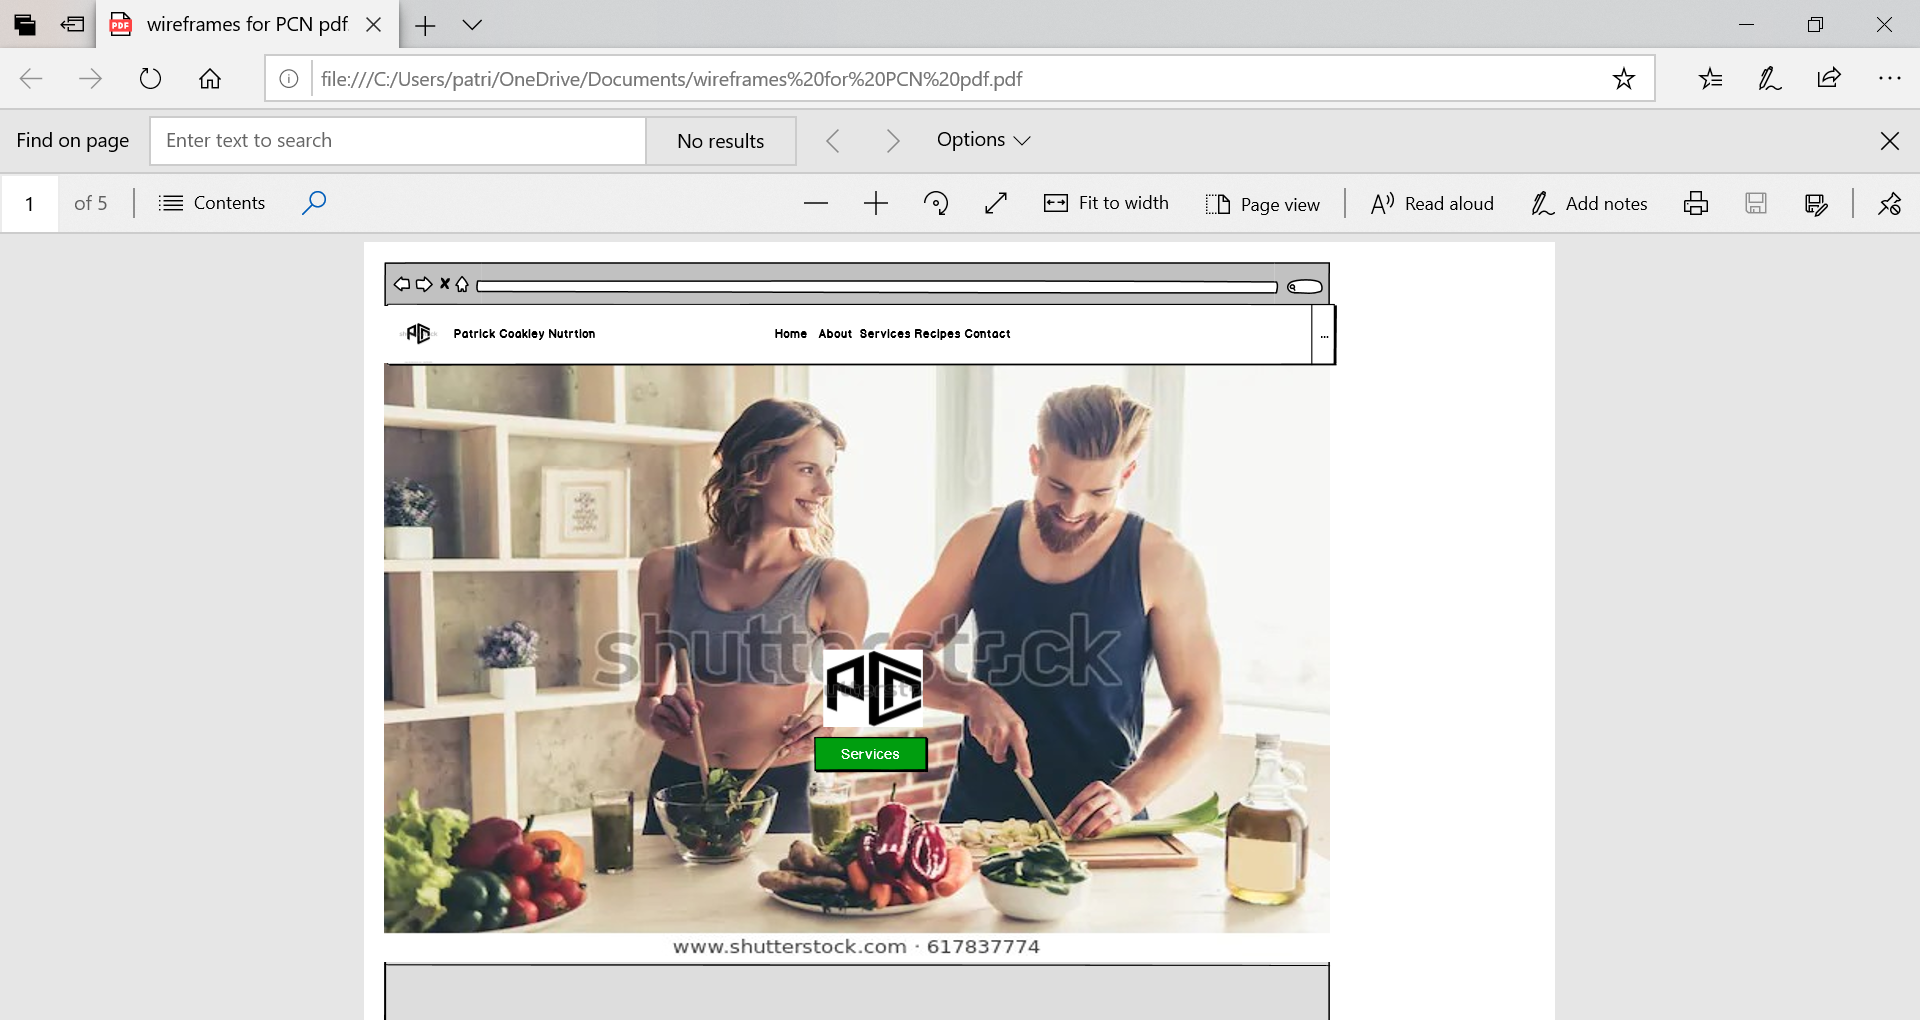 wireframes for PCN pdf.
file:///C:/Users/patri/OneDrive/Documents/wireframes%20for%20PCN%20pdf.pdf
Find on page Enter text to search No results Options
1 of 5 Contents Fit to width Page view Read aloud Add notes
Patrick Coakley Nutrtion Home About Services Recipes Contact ...
shutterstock
Services
www.shutterstock.com · 617837774